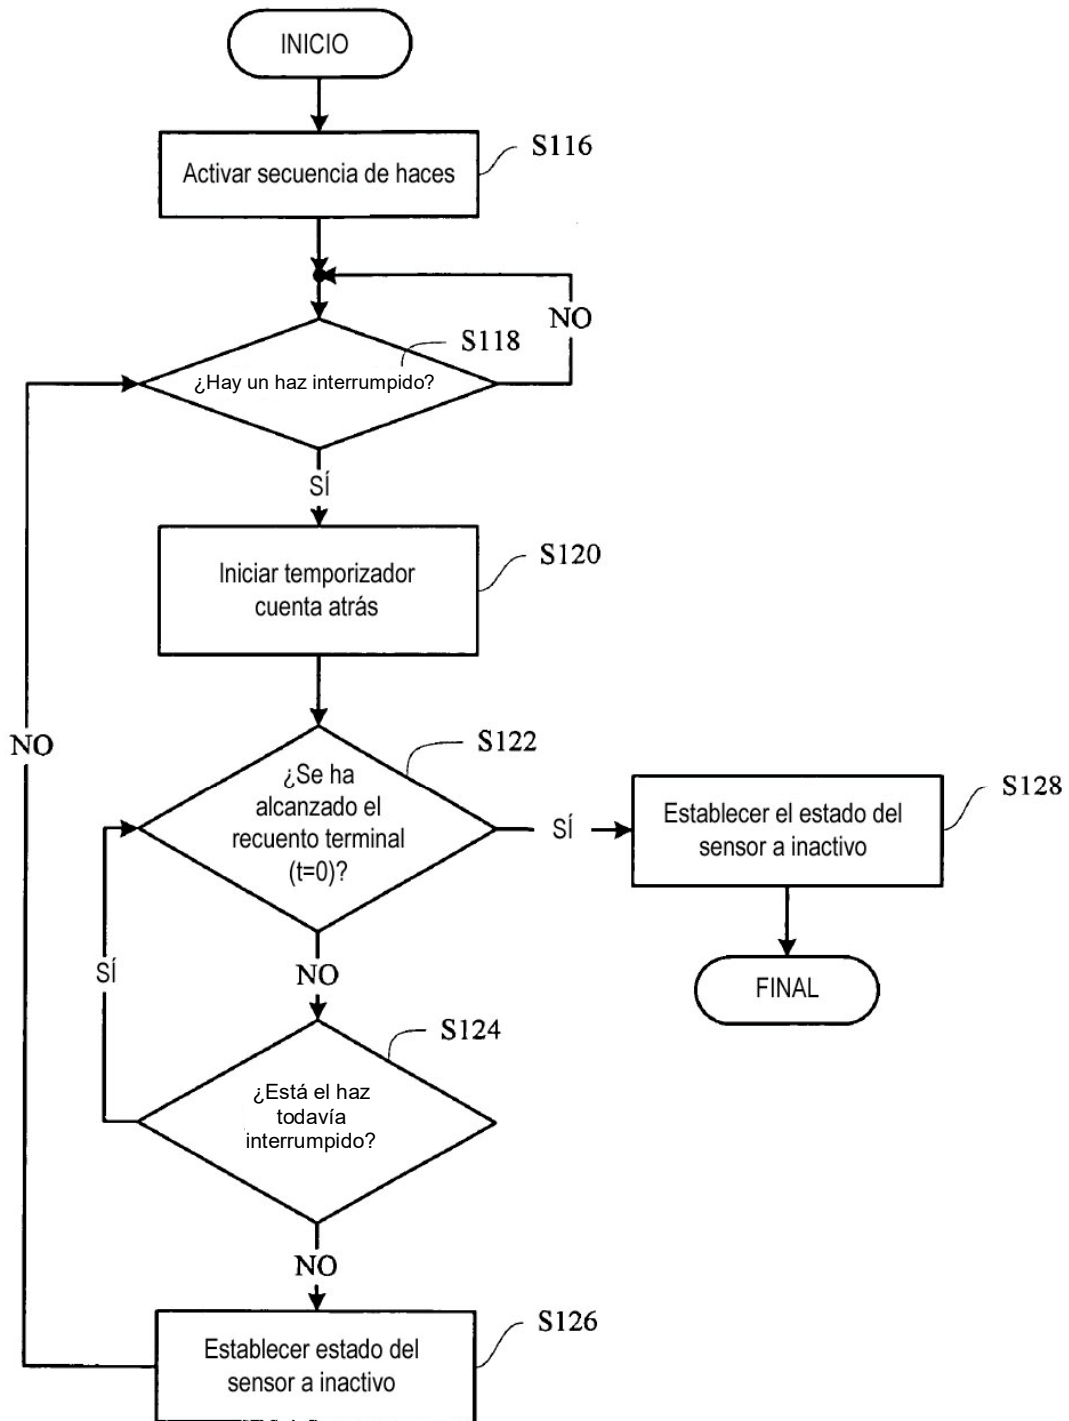 INICIO
Activar secuencia de haces
S116
NO
S118
¿Hay un haz interrumpido?
SÍ
Iniciar temporizador
cuenta atrás
S120
NO
S122
¿Se ha
alcanzado el
recuento terminal
(t=0)?
SÍ
Establecer el estado del
sensor a inactivo
S128
SÍ
NO
FINAL
S124
¿Está el haz
todavía
interrumpido?
NO
S126
Establecer estado del
sensor a inactivo